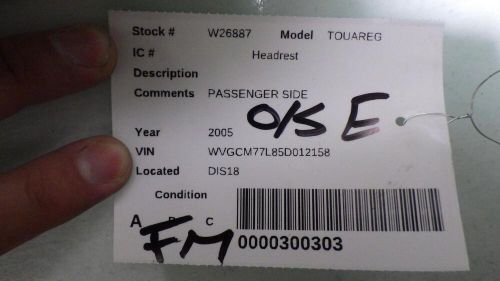 Stock # W26887 Model TOUAREG
IC # Headrest
Description
Comments PASSENGER SIDE
O/S E
Year 2005
VIN WVGCM77L85D012158
Located DIS18
Condition
A B C
FM 0000300303